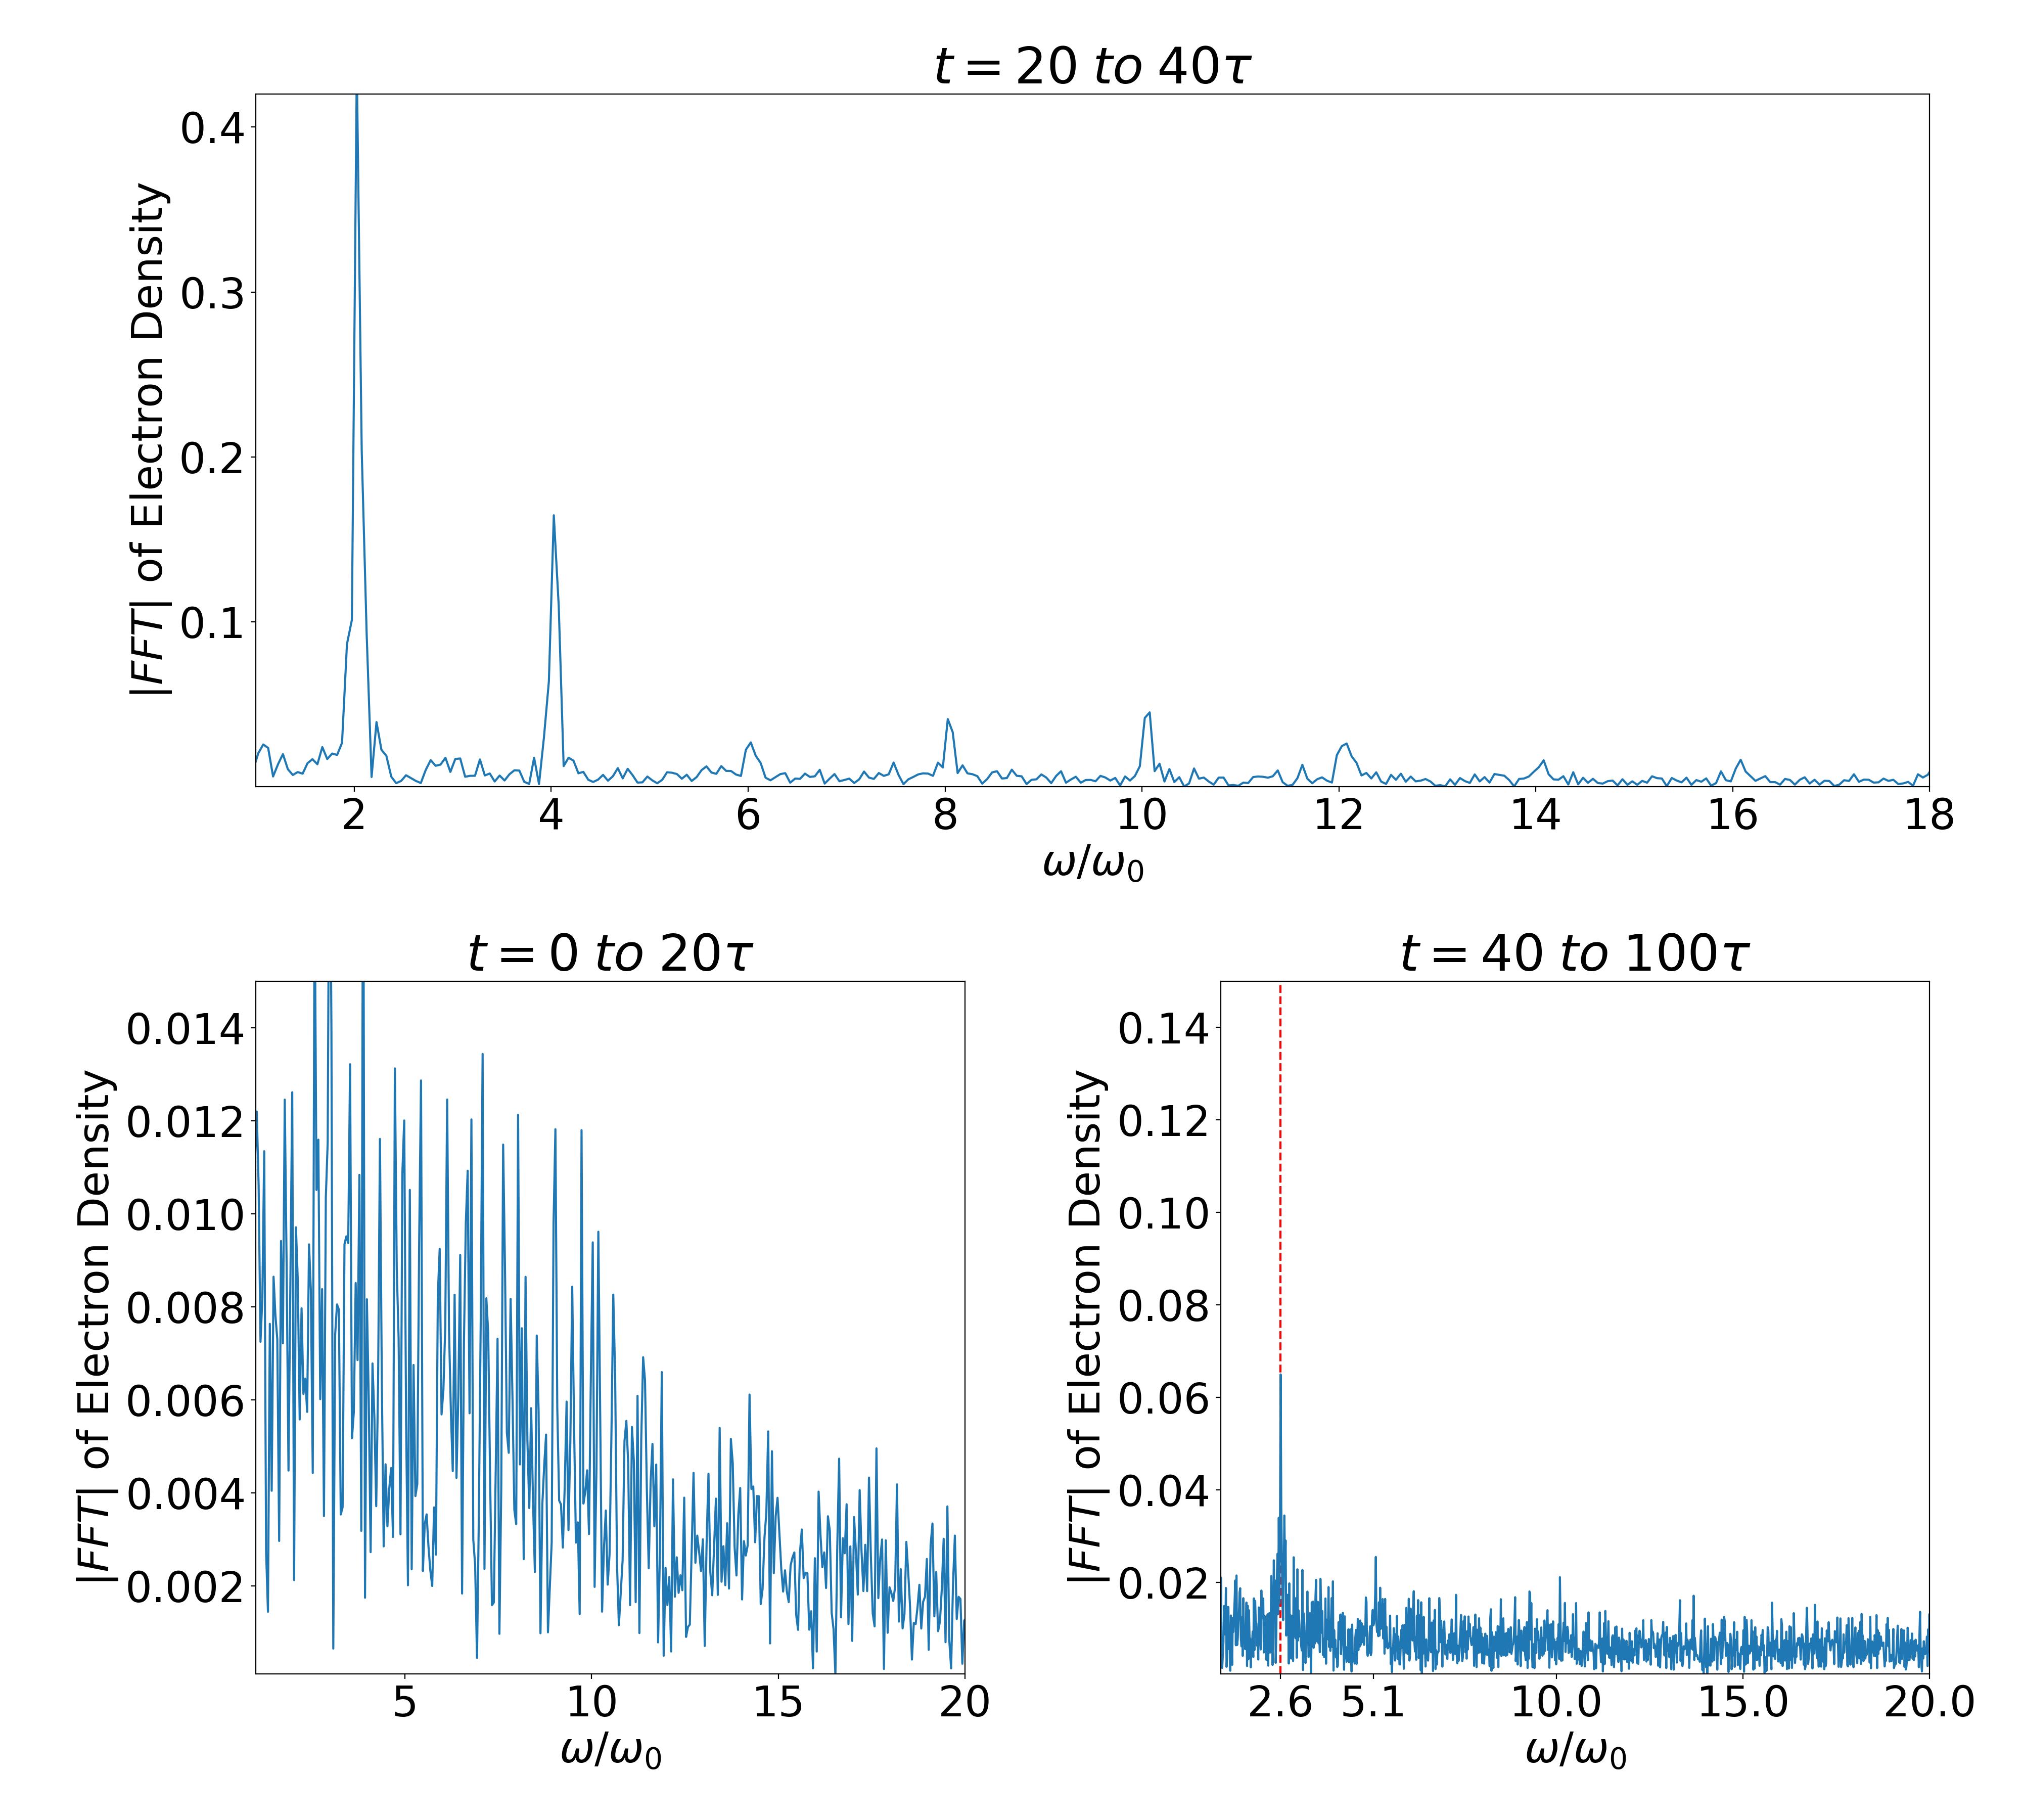 t = 20 to 40τ
|FFT| of Electron Density
0.4
0.3
0.2
0.1
2 4 6 8 10 12 14 16 18
ω/ω₀
t = 0 to 20τ
|FFT| of Electron Density
0.014
0.012
0.010
0.008
0.006
0.004
0.002
5 10 15 20
ω/ω₀
t = 40 to 100τ
|FFT| of Electron Density
0.14
0.12
0.10
0.08
0.06
0.04
0.02
2.6 5.1 10.0 15.0 20.0
ω/ω₀